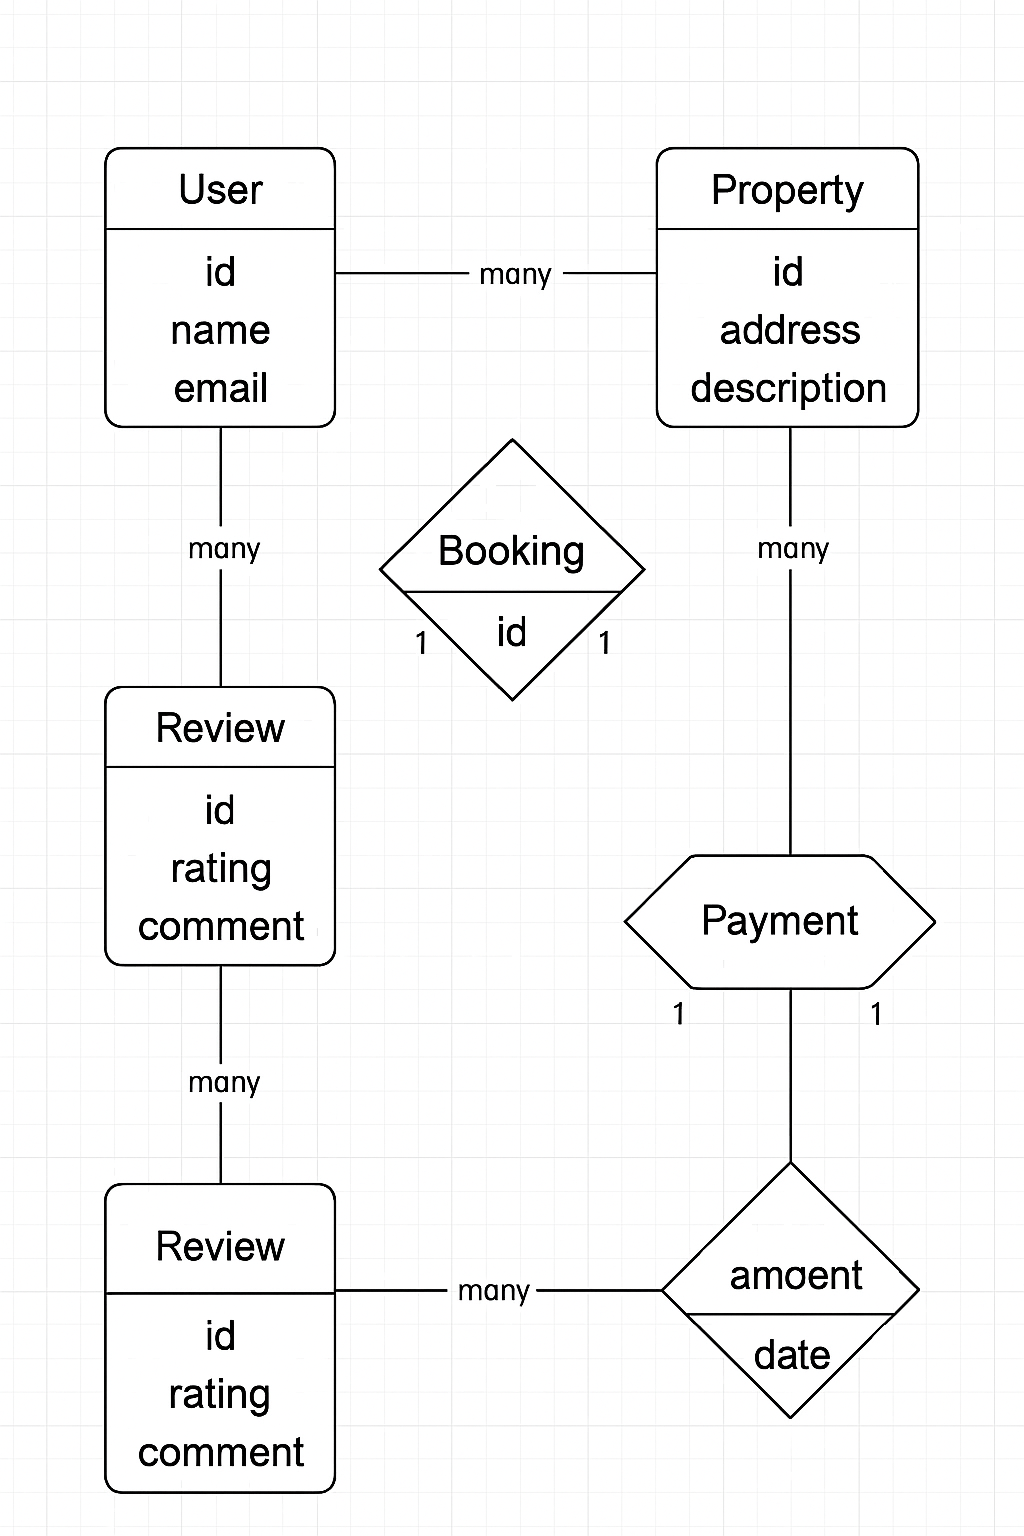 User
id
name
email
many
Property
id
address
description
many
Booking
id
1
1
many
Review
id
rating
comment
Payment
1
1
many
Review
id
rating
comment
many
amoent
date